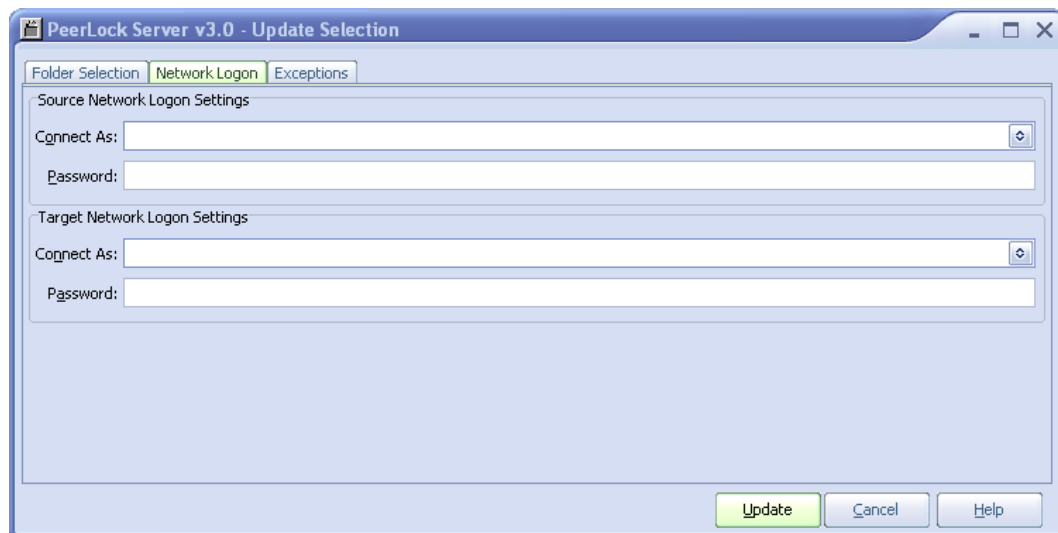 PeerLock Server v3.0 - Update Selection
Folder Selection Network Logon Exceptions
Source Network Logon Settings
Connect As:
Password:
Target Network Logon Settings
Connect As:
Password:
Update Cancel Help